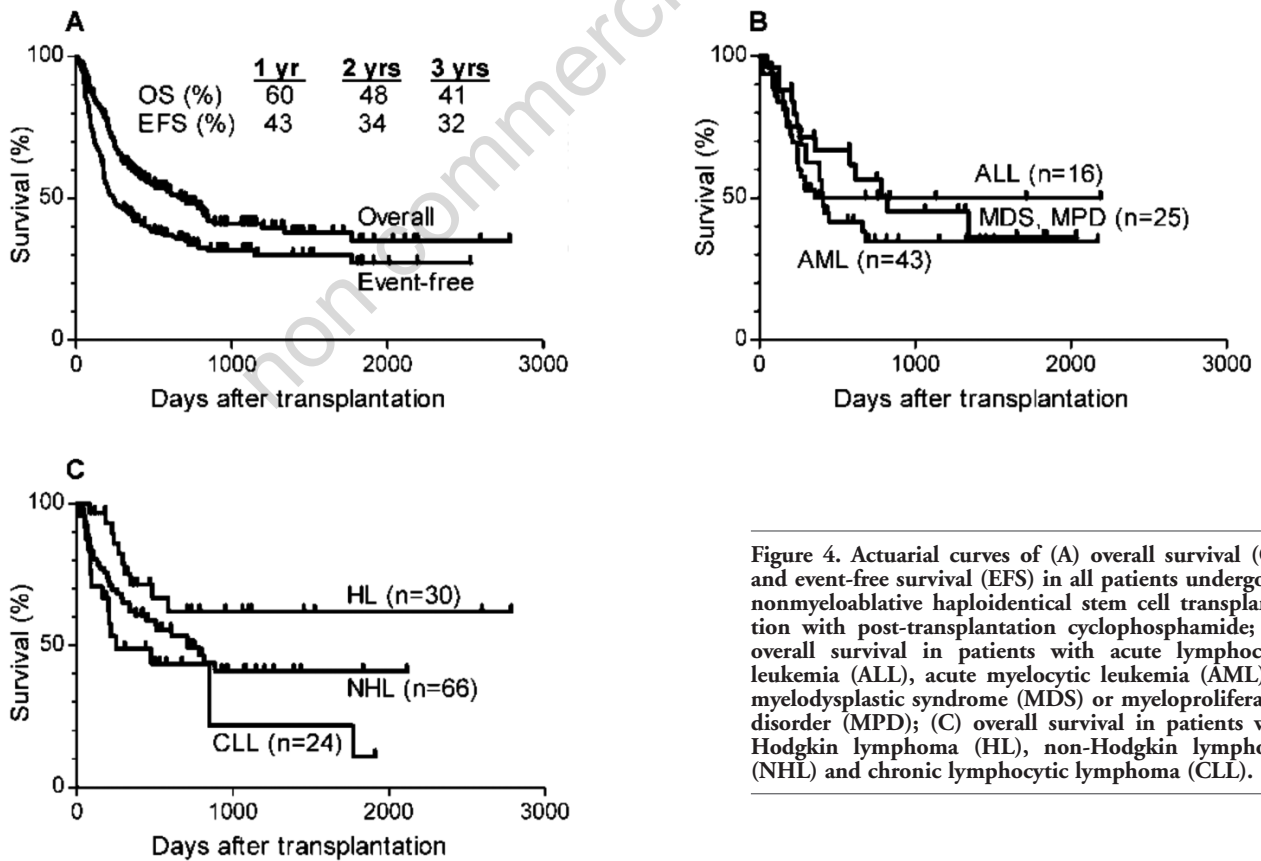 A
Survival (%)
100
50
0
1 yr 2 yrs 3 yrs
OS (%) 60 48 41
EFS (%) 43 34 32
Overall
Event-free
0 1000 2000 3000
Days after transplantation
B
Survival (%)
100
50
0
ALL (n=16)
MDS, MPD (n=25)
AML (n=43)
0 1000 2000 3000
Days after transplantation
non commerc
C
Survival (%)
100
50
0
HL (n=30)
NHL (n=66)
CLL (n=24)
0 1000 2000 3000
Days after transplantation
Figure 4. Actuarial curves of (A) overall survival
and event-free survival (EFS) in all patients
nonmyeloablative haploidentical stem cell
tion with post-transplantation cyclophosphamide;
overall survival in patients with acute
leukemia (ALL), acute myelocytic leukemia (AML)
myelodysplastic syndrome (MDS) or
disorder (MPD); (C) overall survival in patients
Hodgkin lymphoma (HL), non-Hodgkin
(NHL) and chronic lymphocytic lymphoma (CLL).